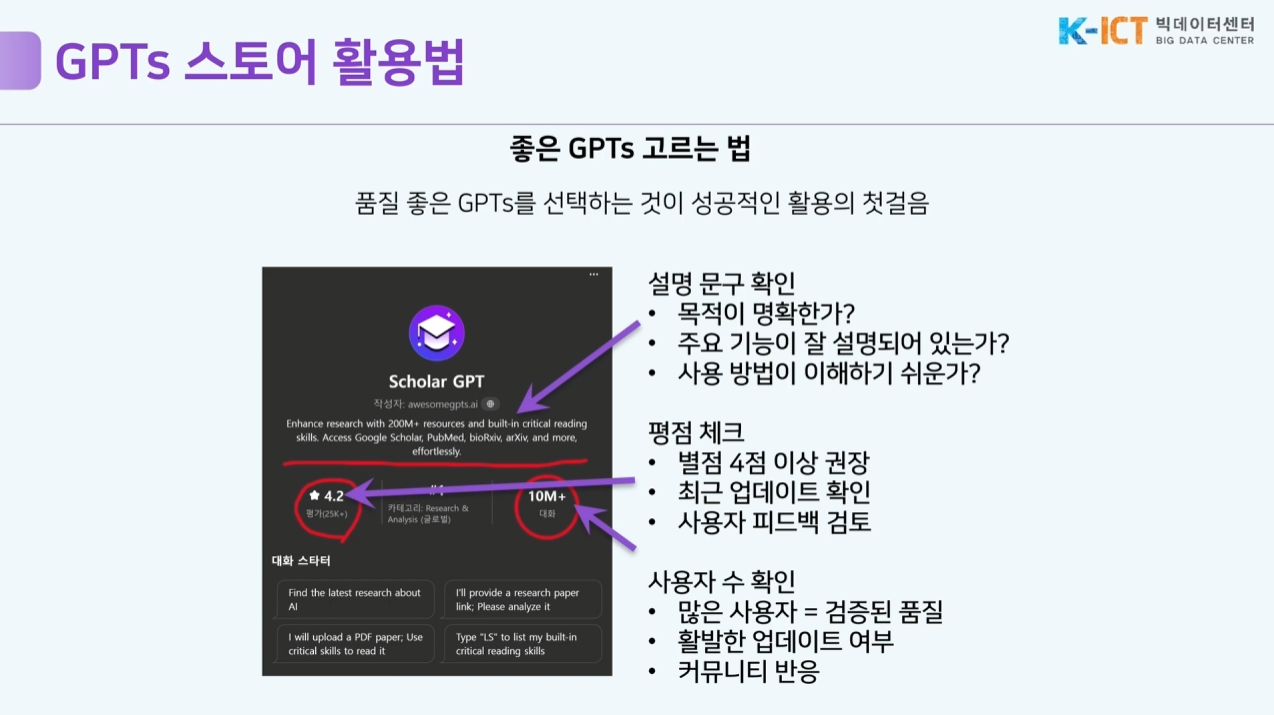 GPTs 스토어 활용법
K-ICT 빅데이터센터
BIG DATA CENTER
좋은 GPTs 고르는 법
품질 좋은 GPTs를 선택하는 것이 성공적인 활용의 첫걸음
Scholar GPT
작성자: awesomegpts.ai
Enhance research with 200M+ resources and built-in critical reading
skills. Access Google Scholar, PubMed, bioRxiv, arXiv, and more,
effortlessly.
★ 4.2
평가(25K+)
#1
카테고리: Research &
Analysis (글로벌)
10M+
대화
대화 스타터
Find the latest research about
AI
I'll provide a research paper
link; Please analyze it
I will upload a PDF paper; Use
critical skills to read it
Type "LS" to list my built-in
critical reading skills
설명 문구 확인
• 목적이 명확한가?
• 주요 기능이 잘 설명되어 있는가?
• 사용 방법이 이해하기 쉬운가?
평점 체크
• 별점 4점 이상 권장
• 최근 업데이트 확인
• 사용자 피드백 검토
사용자 수 확인
• 많은 사용자 = 검증된 품질
• 활발한 업데이트 여부
• 커뮤니티 반응